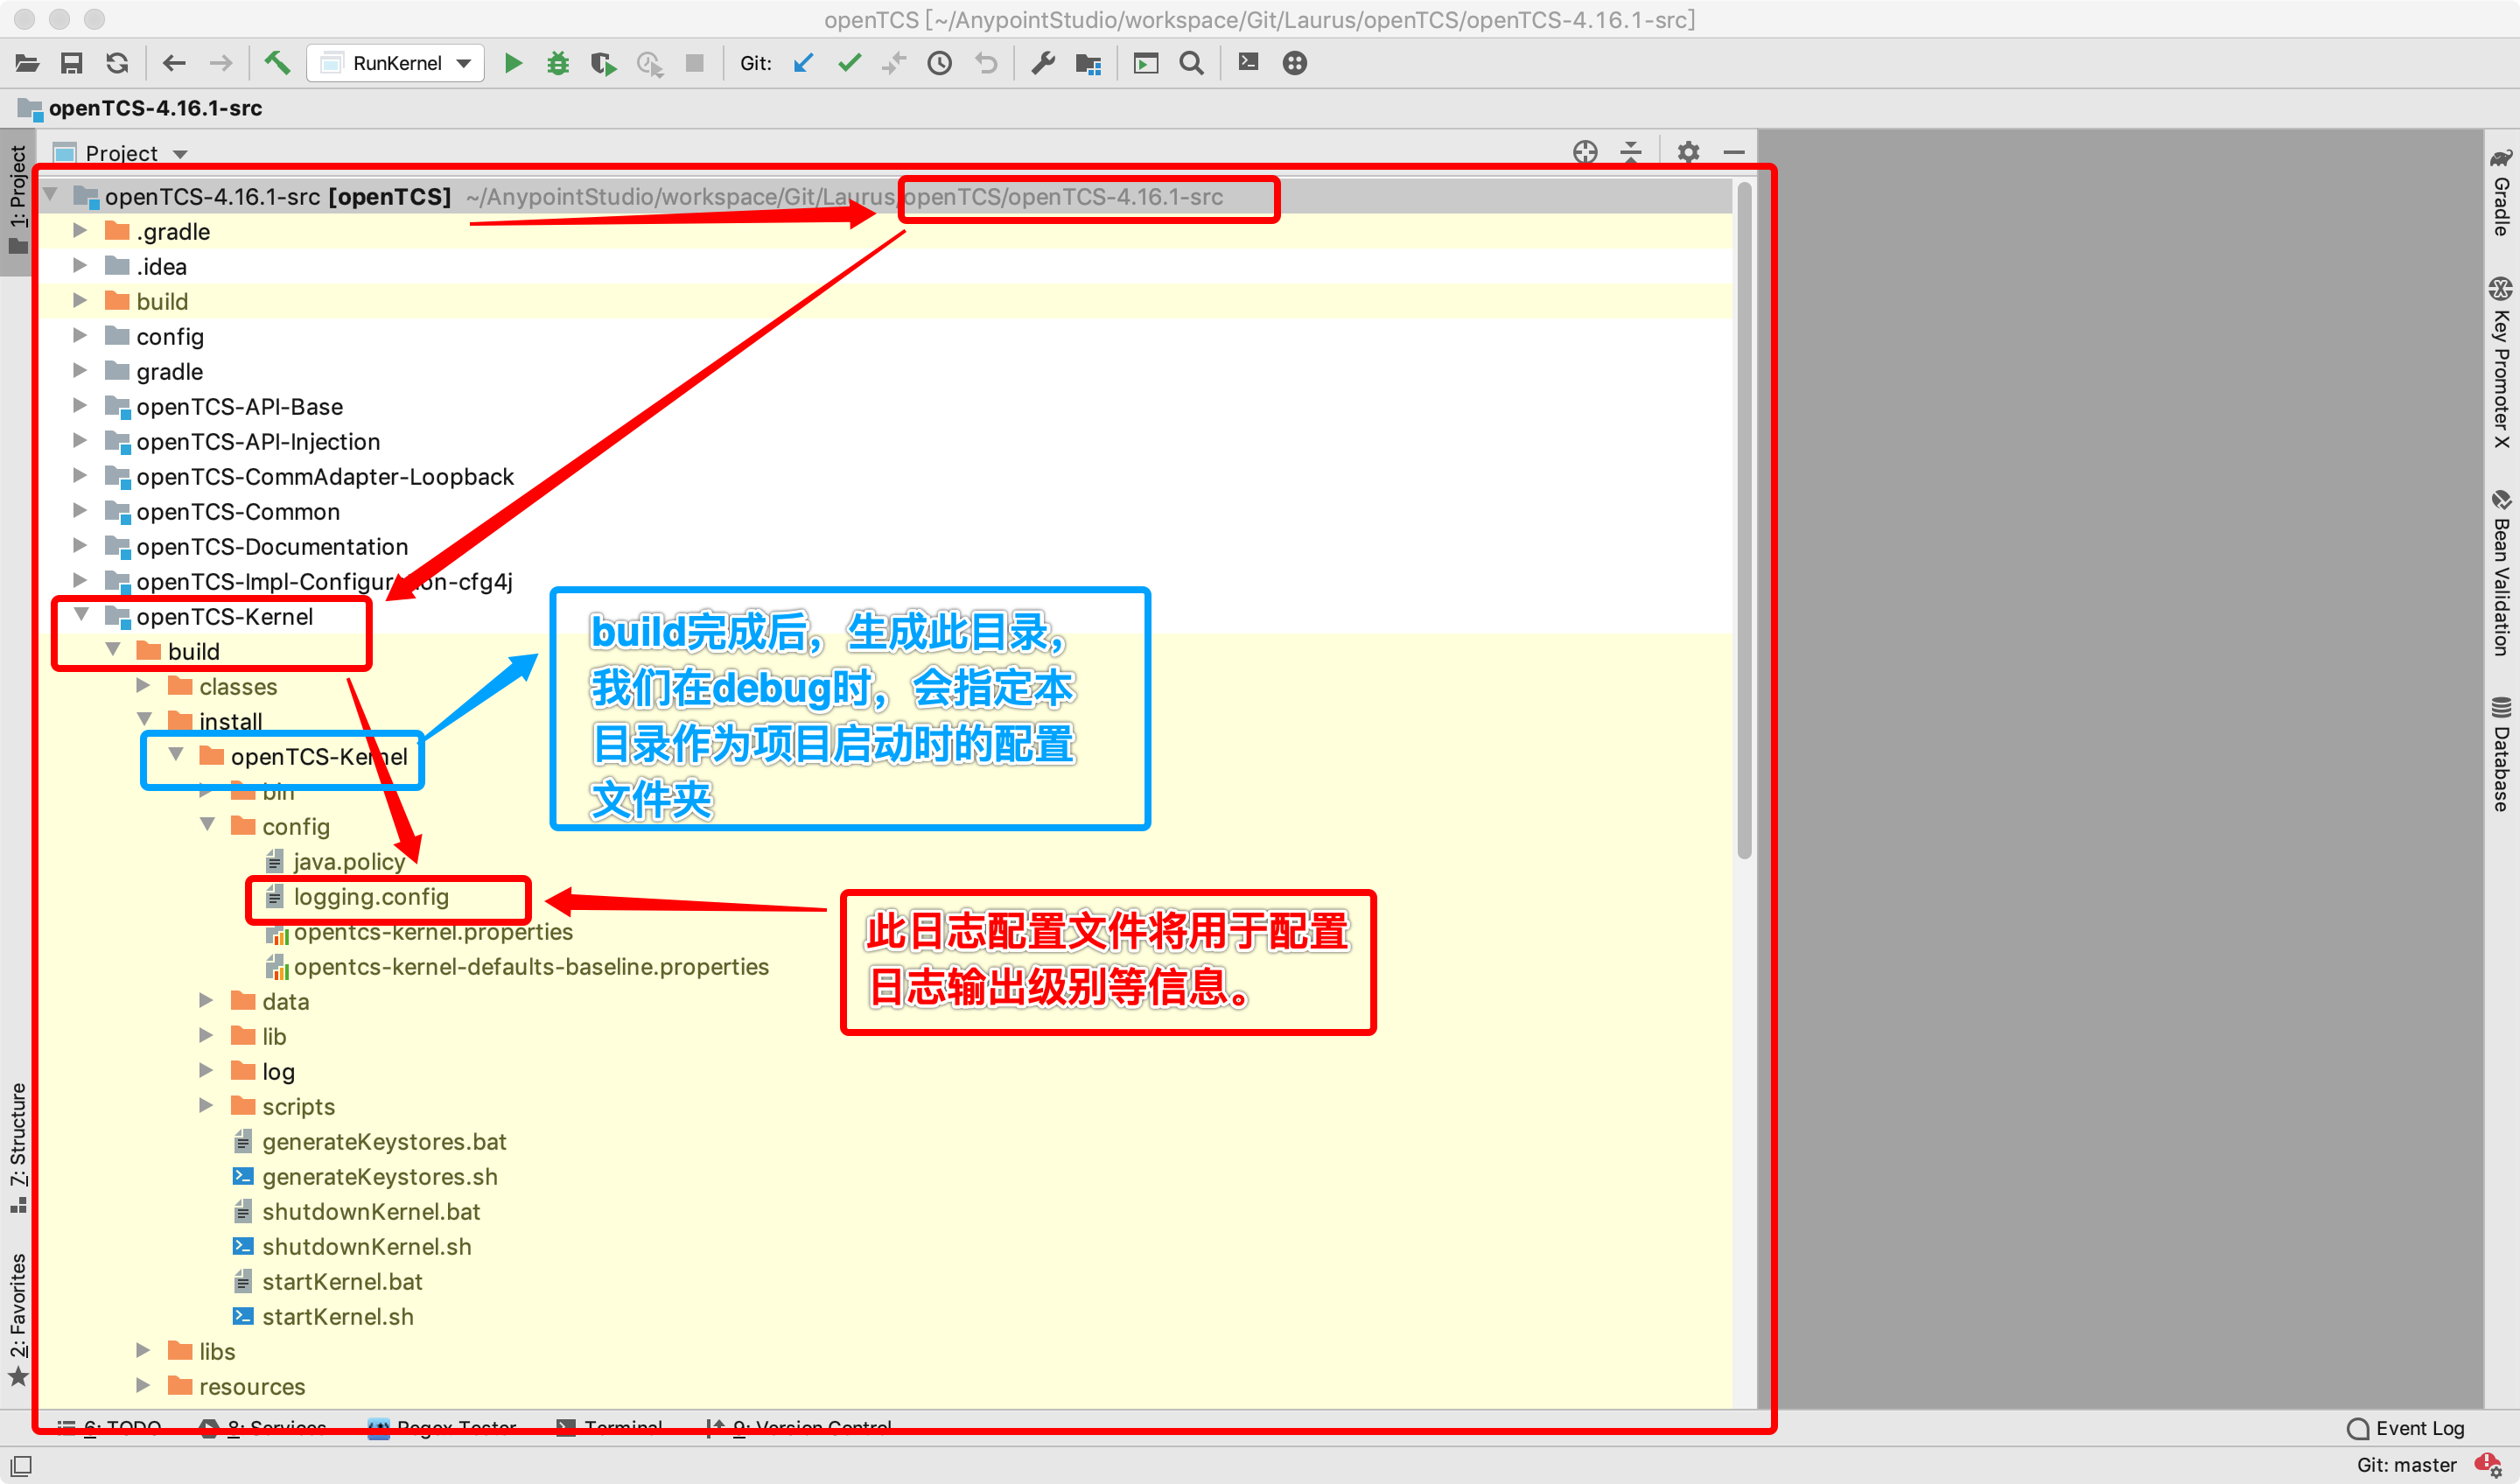 openTCS [~/AnypointStudio/workspace/Git/Laurus/openTCS/openTCS-4.16.1-src]
RunKernel
Git:
openTCS-4.16.1-src
1: Project
Project
openTCS-4.16.1-src [openTCS] ~/AnypointStudio/workspace/Git/Laurus/openTCS/openTCS-4.16.1-src
.gradle
.idea
build
config
gradle
openTCS-API-Base
openTCS-API-Injection
openTCS-CommAdapter-Loopback
openTCS-Common
openTCS-Documentation
openTCS-Impl-Configuration-cfg4j
openTCS-Kernel
build
classes
install
openTCS-Kernel
bin
config
java.policy
logging.config
opentcs-kernel.properties
opentcs-kernel-defaults-baseline.properties
data
lib
log
scripts
generateKeystores.bat
generateKeystores.sh
shutdownKernel.bat
shutdownKernel.sh
startKernel.bat
startKernel.sh
libs
resources
build完成后，生成此目录，
我们在debug时，会指定本
目录作为项目启动时的配置
文件夹
此日志配置文件将用于配置
日志输出级别等信息。
7: Structure
2: Favorites
Gradle
Key Promoter X
Bean Validation
Database
6: TODO
8: Services
Regex Tester
Terminal
9: Version Control
Event Log
Git: master